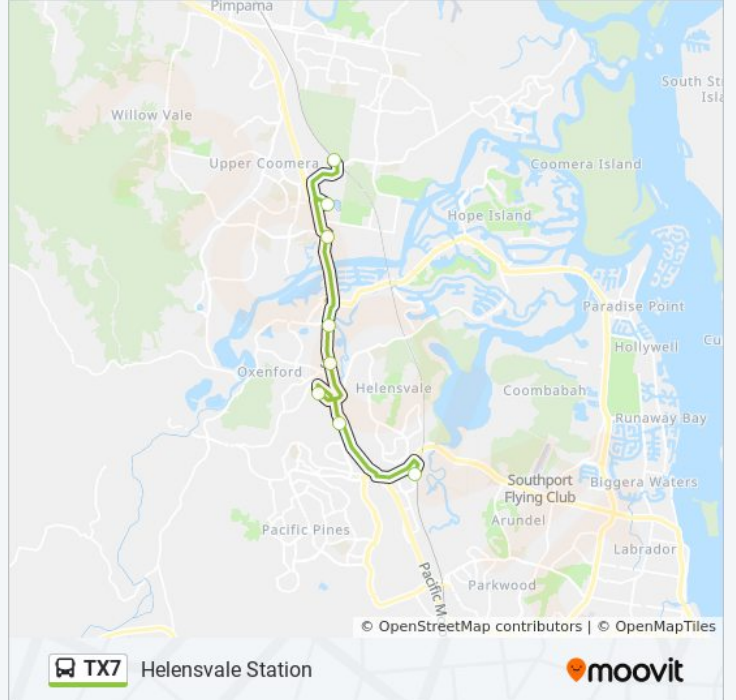 Pimpama
South St
Isla
Willow Vale
Upper Coomera
Coomera Island
Hope Island
Paradise Point
Cu
Hollywell
Oxenford
Helensvale
Coombabah
Runaway Bay
Southport
Flying Club
Biggera Waters
Arundel
Pacific Pines
Labrador
Pacific M
Parkwood
© OpenStreetMap contributors | © OpenMapTiles
TX7 Helensvale Station
moovit